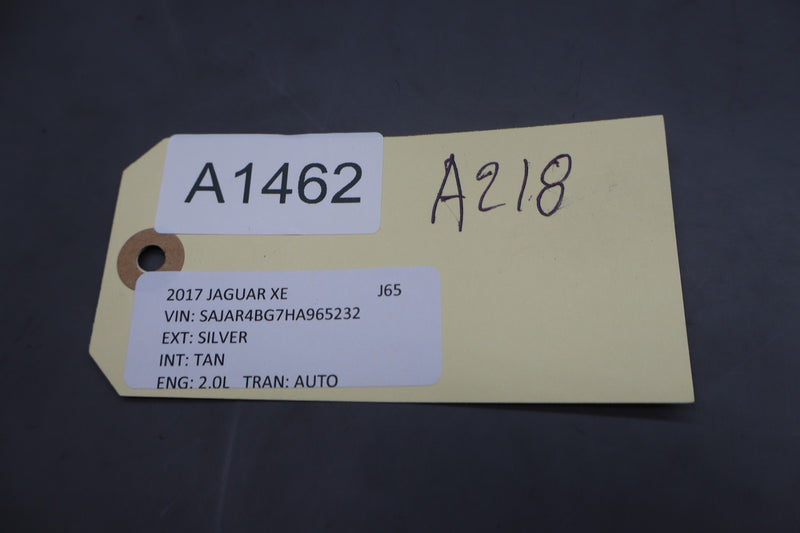 A1462
A218
2017 JAGUAR XE J65
VIN: SAJAR4BG7HA965232
EXT: SILVER
INT: TAN
ENG: 2.0L TRAN: AUTO